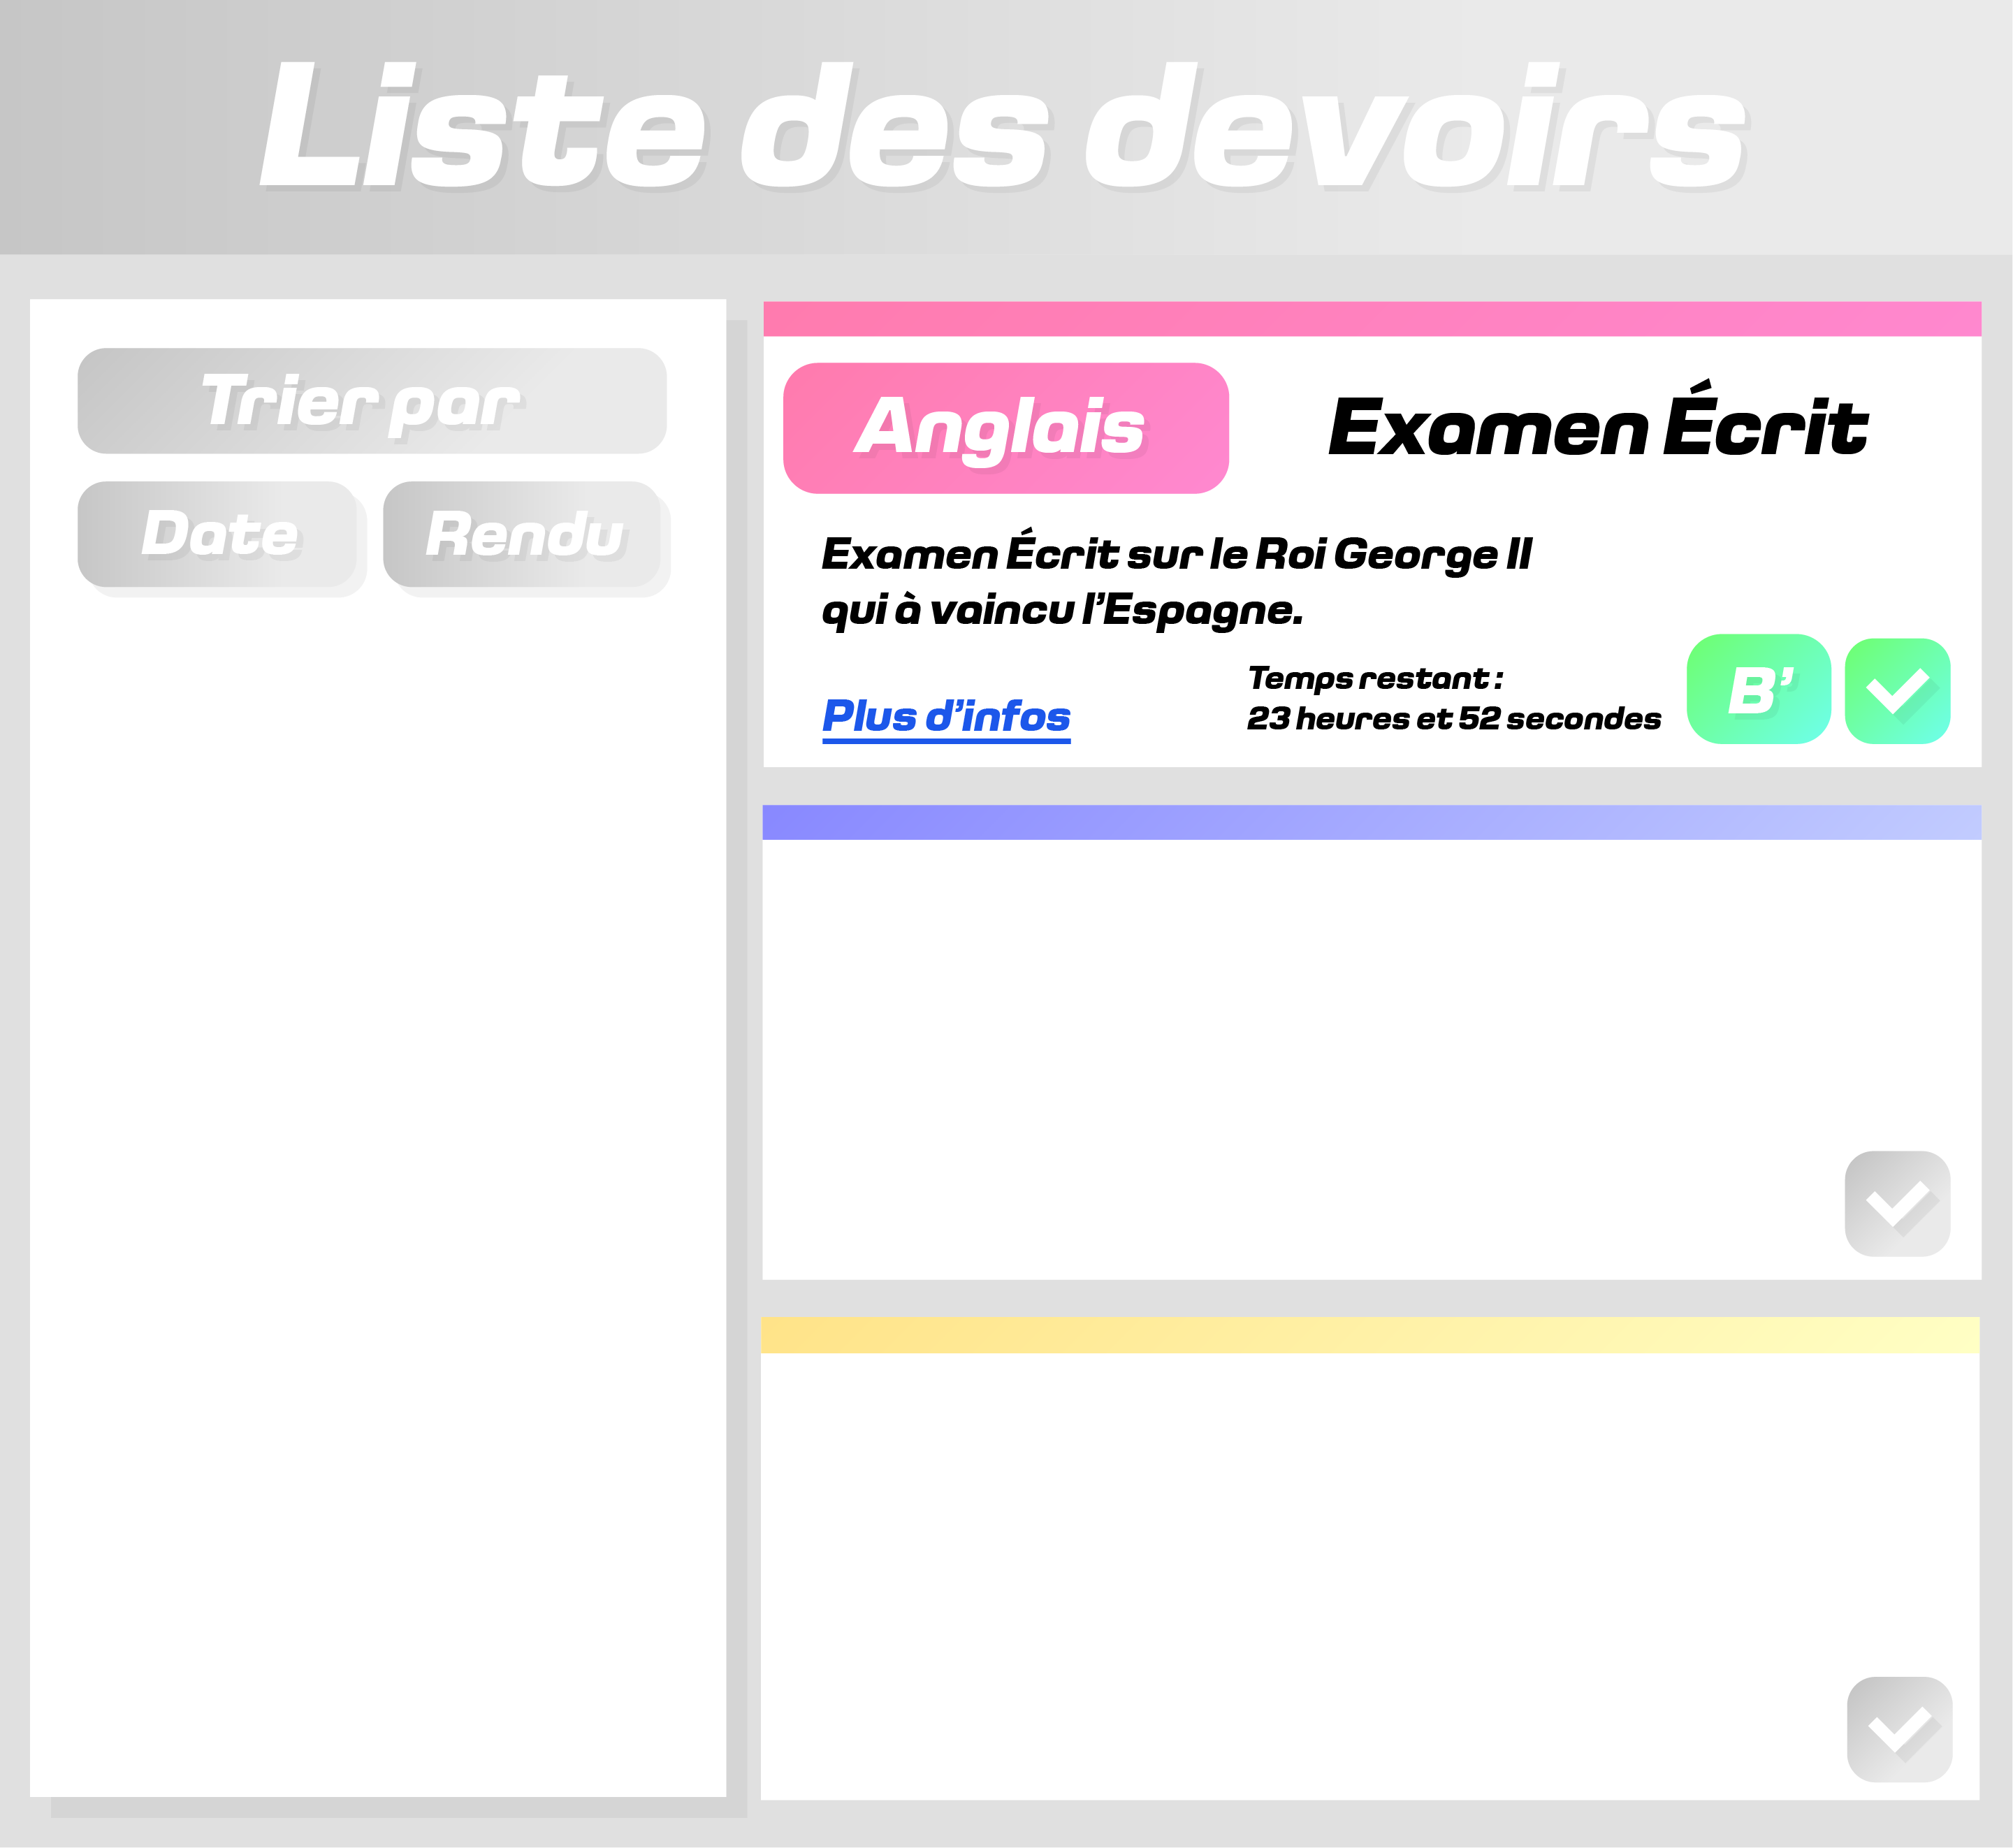 Liste des devoirs
Trier par
Date
Rendu
Anglais
Examen Écrit
Examen Écrit sur le Roi George II
qui à vaincu l’Espagne.
Plus d’infos
Temps restant :
23 heures et 52 secondes
B’